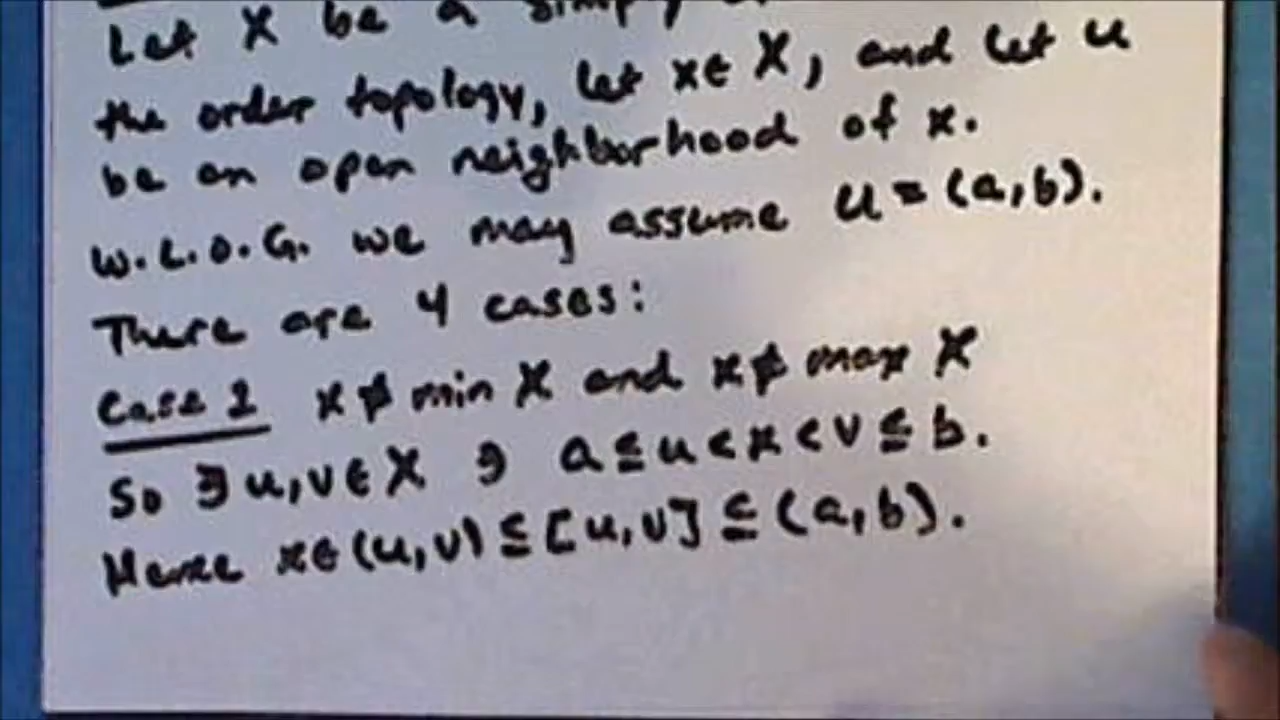 Let X be a simply
the order topology, let x∈X, and let U
be an open neighborhood of x.
W.L.O.G. we may assume U = (a,b).
There are 4 cases:
Case 1 x ≠ min X and x ≠ max X
So ∃ u,v ∈ X ∋ a ≤ u < x < v ≤ b.
Hence x∈(u,v) ⊆ [u,v] ⊆ (a,b).